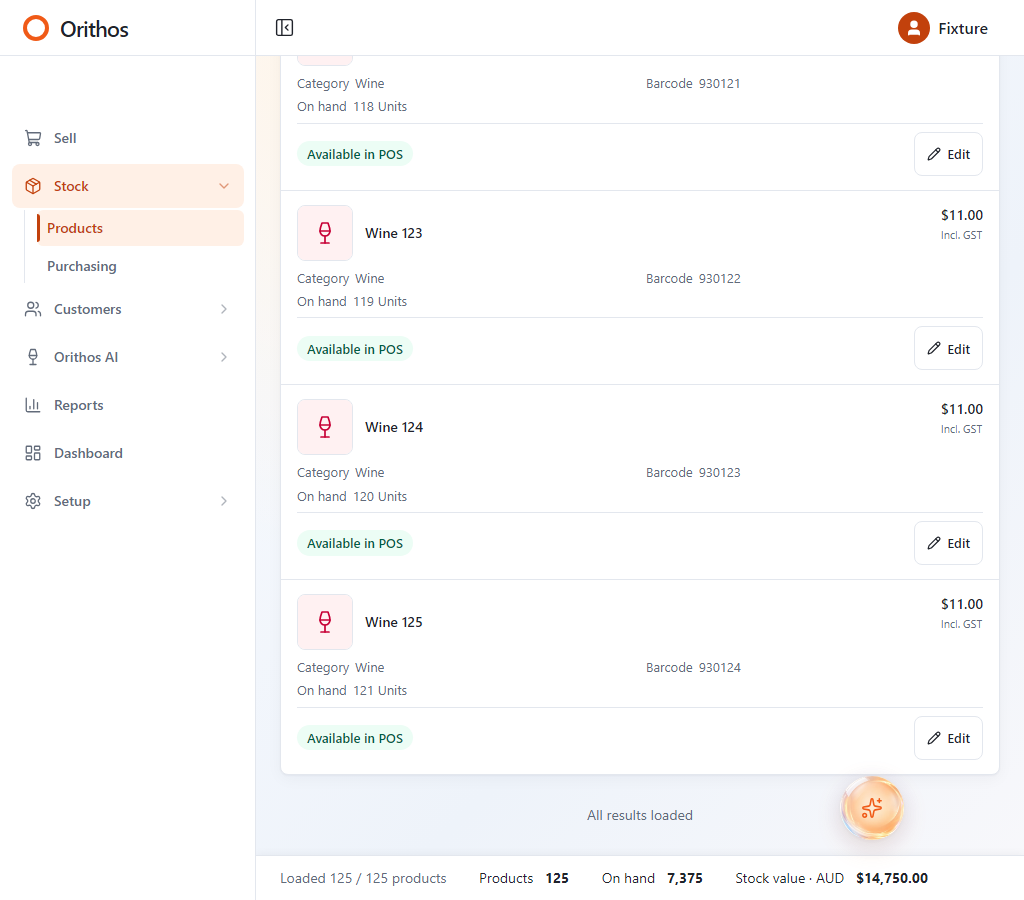 Orithos
Fixture
Sell
Stock
Products
Purchasing
Customers
Orithos AI
Reports
Dashboard
Setup
Category Wine
Barcode 930121
On hand 118 Units
Available in POS
Edit
Wine 123
$11.00
Incl. GST
Category Wine
Barcode 930122
On hand 119 Units
Available in POS
Edit
Wine 124
$11.00
Incl. GST
Category Wine
Barcode 930123
On hand 120 Units
Available in POS
Edit
Wine 125
$11.00
Incl. GST
Category Wine
Barcode 930124
On hand 121 Units
Available in POS
Edit
All results loaded
Loaded 125 / 125 products Products 125 On hand 7,375 Stock value · AUD $14,750.00